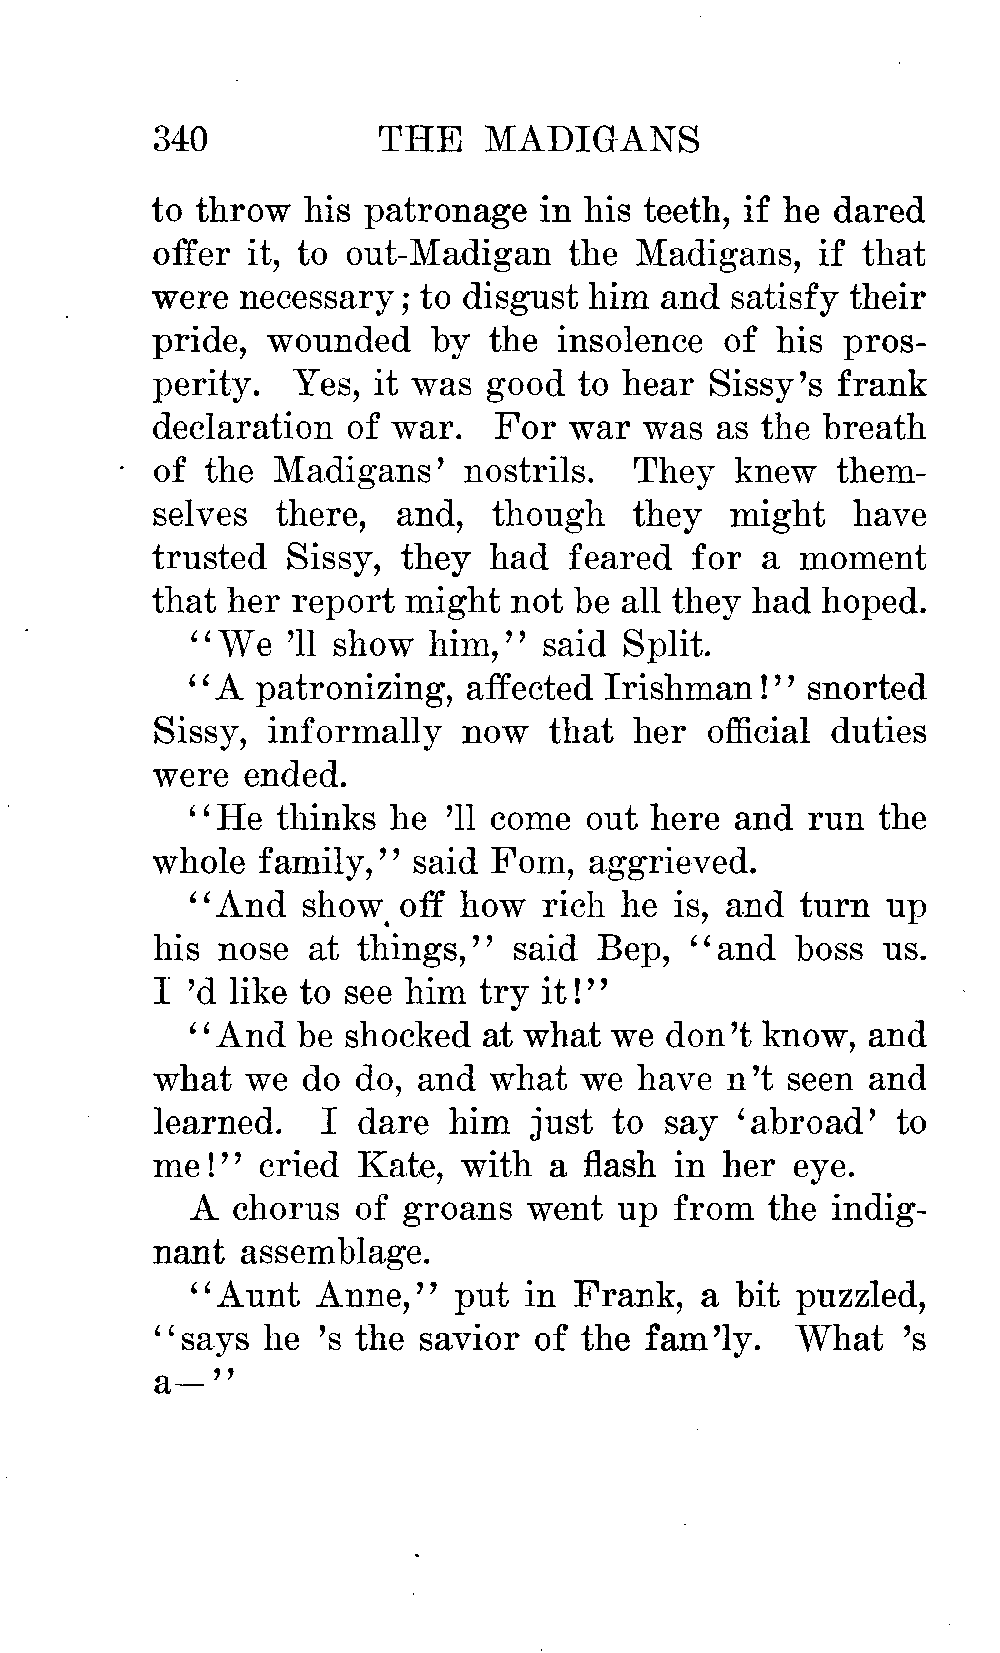 340 THE MADIGANS
to throw his patronage in his teeth, if he dared
offer it, to out-Madigan the Madigans, if that
were necessary; to disgust him and satisfy their
pride, wounded by the insolence of his pros-
perity. Yes, it was good to hear Sissy's frank
declaration of war. For war was as the breath
of the Madigans' nostrils. They knew them-
selves there, and, though they might have
trusted Sissy, they had feared for a moment
that her report might not be all they had hoped.
"We 'll show him," said Split.
"A patronizing, affected Irishman!" snorted
Sissy, informally now that her official duties
were ended.
"He thinks he 'll come out here and run the
whole family," said Fom, aggrieved.
"And show off how rich he is, and turn up
his nose at things," said Bep, "and boss us.
I 'd like to see him try it!"
"And be shocked at what we don't know, and
what we do do, and what we have n't seen and
learned. I dare him just to say 'abroad' to
me!" cried Kate, with a flash in her eye.
A chorus of groans went up from the indig-
nant assemblage.
"Aunt Anne," put in Frank, a bit puzzled,
"says he 's the savior of the fam'ly. What 's
a—"